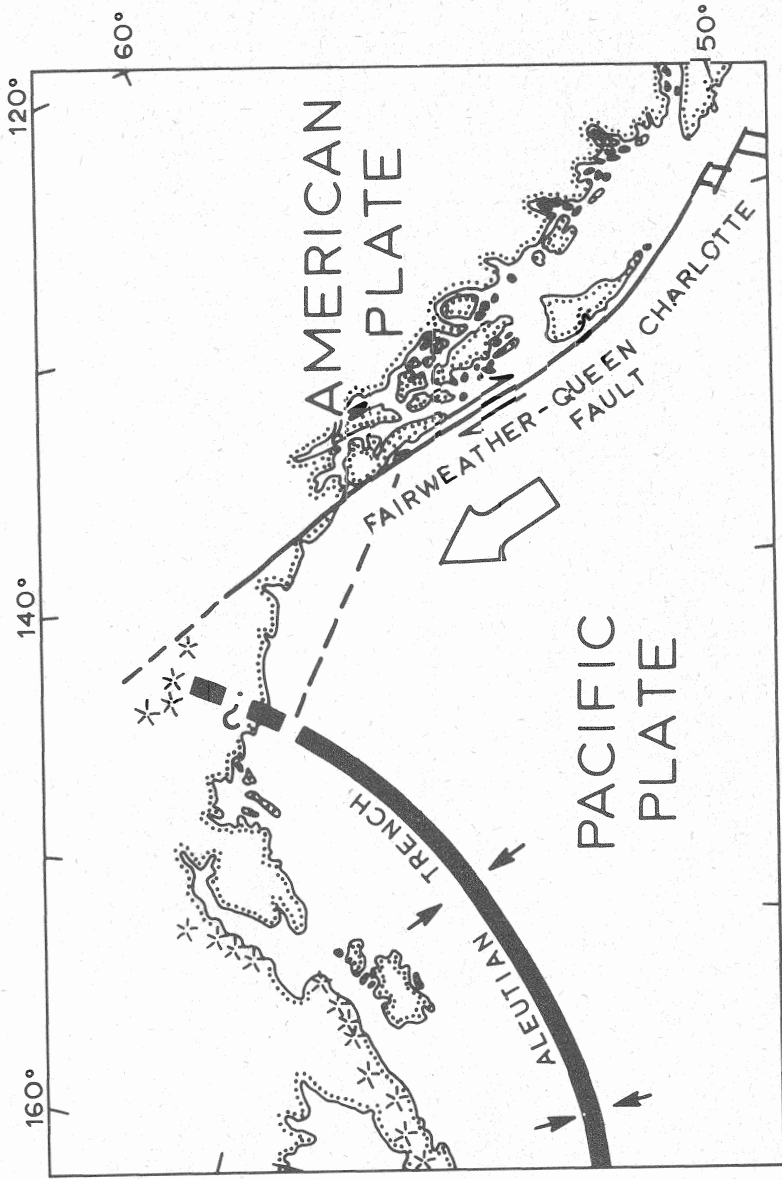 160°
140°
120°
60°
50°
AMERICAN
PLATE
FAIRWEATHER-QUEEN CHARLOTTE
FAULT
?
TRENCH
ALEUTIAN
PACIFIC
PLATE